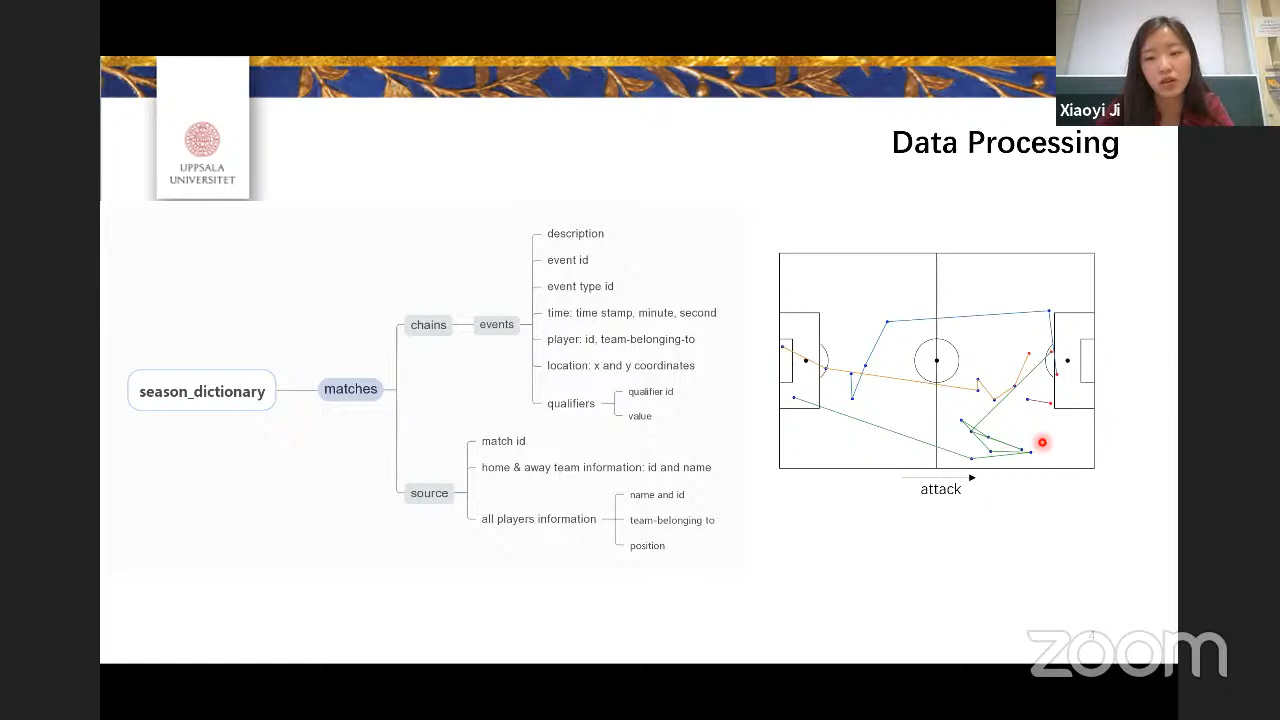 Xiaoyi Ji
Data Processing
UPPSALA
UNIVERSITET
season_dictionary
matches
chains
events
description
event id
event type id
time: time stamp, minute, second
player: id, team-belonging-to
location: x and y coordinates
qualifiers
qualifier id
value
source
match id
home & away team information: id and name
all players information
name and id
team-belonging to
position
attack
4
zoom